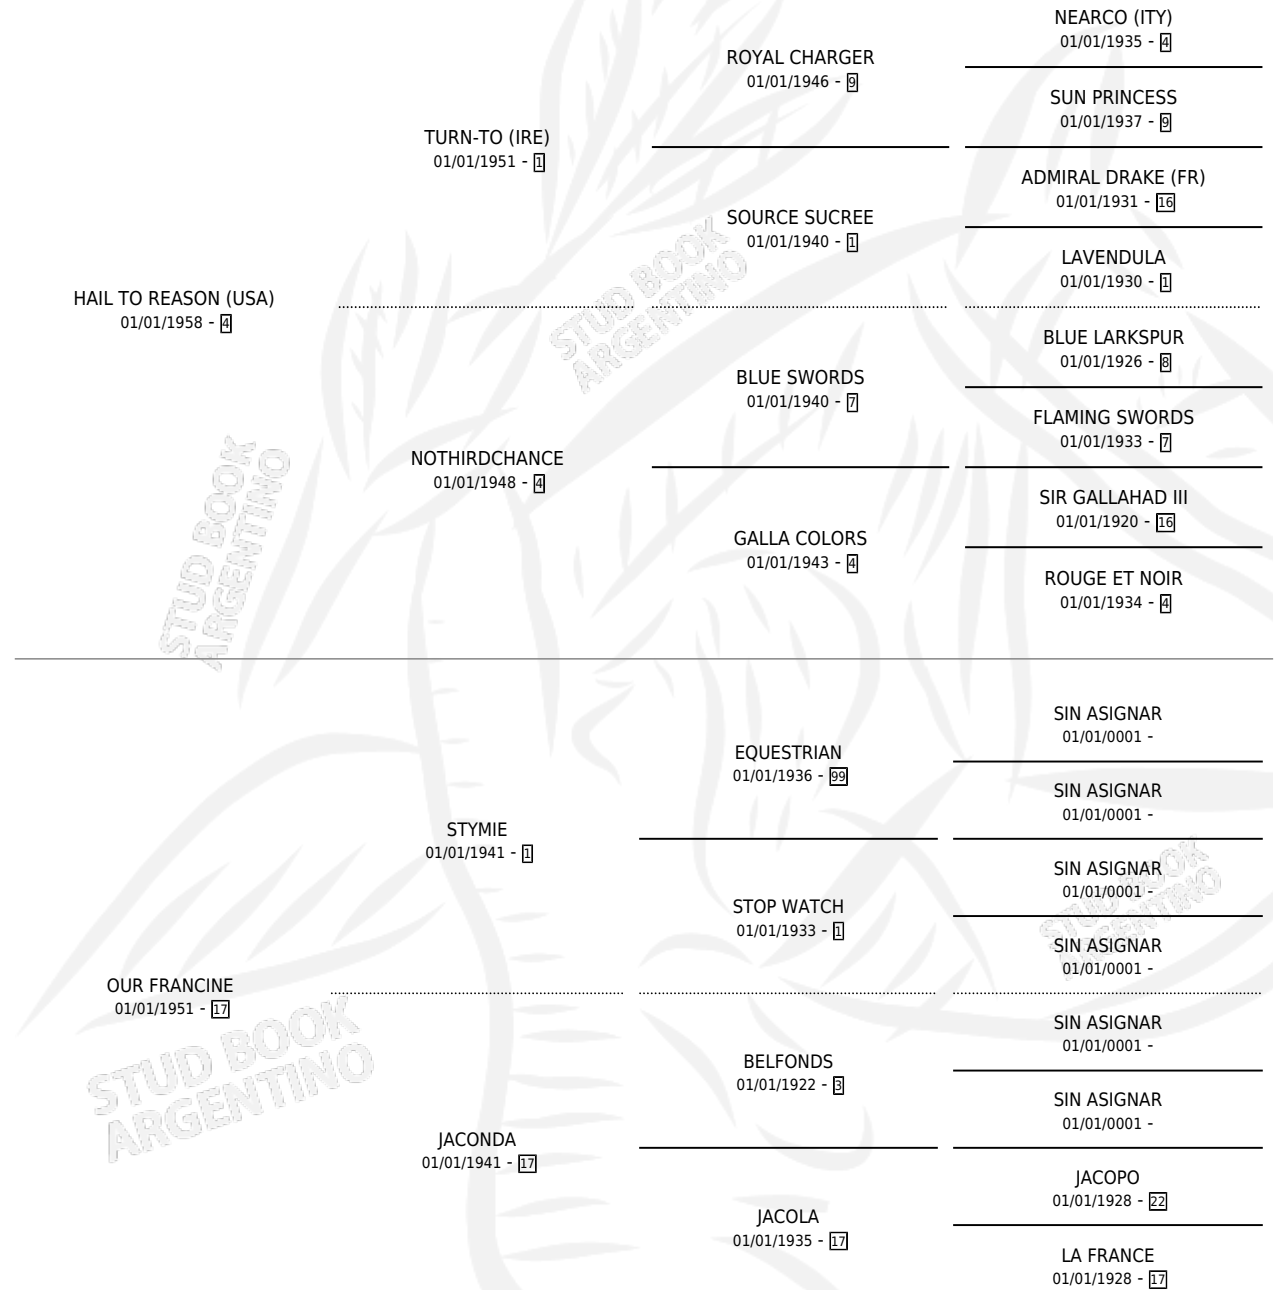 NEARCO (ITY)
01/01/1935 - 4
ROYAL CHARGER
01/01/1946 - 9
SUN PRINCESS
01/01/1937 - 9
TURN-TO (IRE)
01/01/1951 - 1
ADMIRAL DRAKE (FR)
01/01/1931 - 16
SOURCE SUCREE
01/01/1940 - 1
LAVENDULA
01/01/1930 - 1
HAIL TO REASON (USA)
01/01/1958 - 4
BLUE LARKSPUR
01/01/1926 - 8
BLUE SWORDS
01/01/1940 - 7
FLAMING SWORDS
01/01/1933 - 7
NOTHIRDCHANCE
01/01/1948 - 4
SIR GALLAHAD III
01/01/1920 - 16
GALLA COLORS
01/01/1943 - 4
ROUGE ET NOIR
01/01/1934 - 4
SIN ASIGNAR
01/01/0001 -
EQUESTRIAN
01/01/1936 - 99
SIN ASIGNAR
01/01/0001 -
STYMIE
01/01/1941 - 1
SIN ASIGNAR
01/01/0001 -
STOP WATCH
01/01/1933 - 1
SIN ASIGNAR
01/01/0001 -
OUR FRANCINE
01/01/1951 - 17
SIN ASIGNAR
01/01/0001 -
BELFONDS
01/01/1922 - 3
SIN ASIGNAR
01/01/0001 -
JACONDA
01/01/1941 - 17
JACOPO
01/01/1928 - 22
JACOLA
01/01/1935 - 17
LA FRANCE
01/01/1928 - 17
STUD BOOK
ARGENTINO
STUD BOOK
ARGENTINO
STUD BOOK
ARGENTINO
STUD BOOK
ARGENTINO